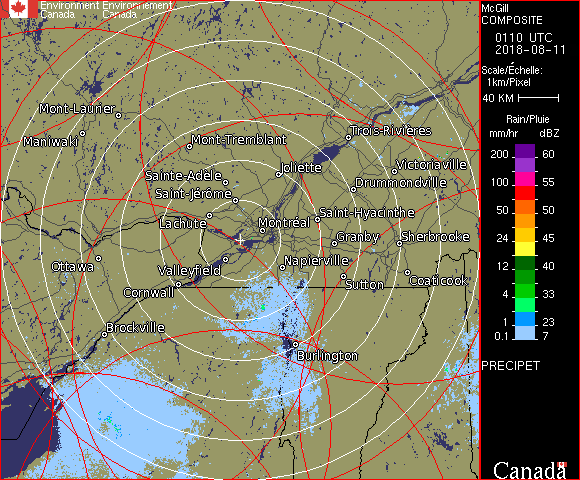 Environment Environnement
Canada Canada
McGill
COMPOSITE
0110 UTC
2018-08-11
Scale/Échelle:
1km/Pixel
40 KM
Rain/Pluie
mm/hr dBZ
200 60
55
100 55
50 50
24 45
12 40
4 33
1 23
0.1 7
PRECIPET
Canada
Mont-Laurier
Maniwaki
Mont-Tremblant
Trois-Rivières
Joliette
Victoriaville
Sainte-Adèle
Drummondville
Saint-Jérôme
Saint-Hyacinthe
Lachute
Montréal
Granby
Sherbrooke
Ottawa
Valleyfield
Napierville
Cornwall
Sutton
Coaticook
Brockville
Burlington